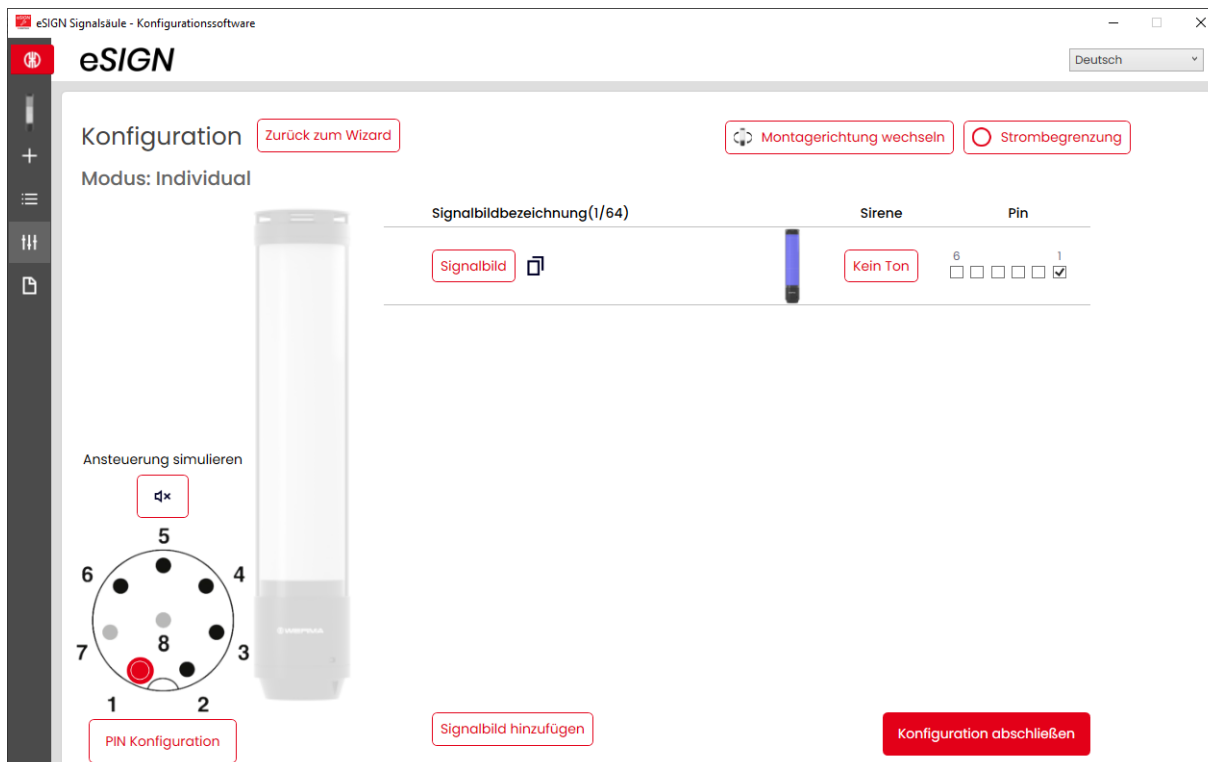 eSIGN Signalsäule - Konfigurationssoftware
eSIGN
Deutsch
Konfiguration
Zurück zum Wizard
Montagerichtung wechseln
Strombegrenzung
Modus: Individual
Signalbildbezeichnung(1/64)
Sirene
Pin
Signalbild
Kein Ton
6
1
Ansteuerung simulieren
5
6
4
7
8
3
1
2
WERMA
PIN Konfiguration
Signalbild hinzufügen
Konfiguration abschließen